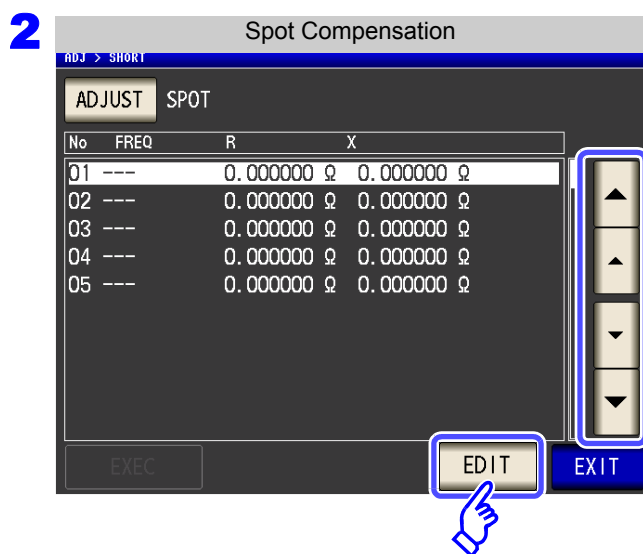 2
Spot Compensation
ADJ > SHORT
ADJUST SPOT
No FREQ R X
01 --- 0.000000 Ω 0.000000 Ω
02 --- 0.000000 Ω 0.000000 Ω
03 --- 0.000000 Ω 0.000000 Ω
04 --- 0.000000 Ω 0.000000 Ω
05 --- 0.000000 Ω 0.000000 Ω
EXEC EDIT EXIT